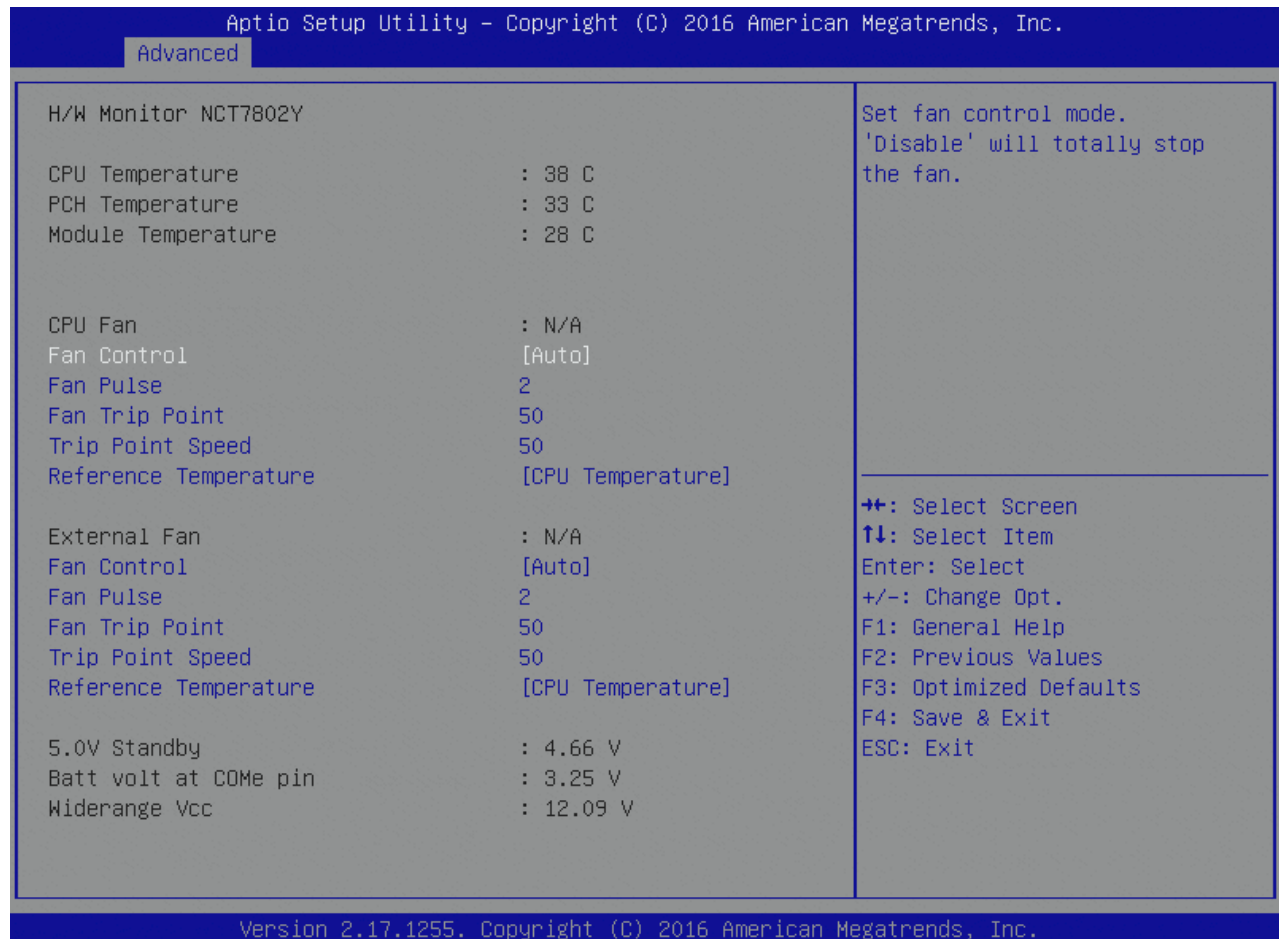 Aptio Setup Utility – Copyright (C) 2016 American Megatrends, Inc.
Advanced
H/W Monitor NCT7802Y
CPU Temperature : 38 C
PCH Temperature : 33 C
Module Temperature : 28 C
CPU Fan : N/A
Fan Control [Auto]
Fan Pulse 2
Fan Trip Point 50
Trip Point Speed 50
Reference Temperature [CPU Temperature]
External Fan : N/A
Fan Control [Auto]
Fan Pulse 2
Fan Trip Point 50
Trip Point Speed 50
Reference Temperature [CPU Temperature]
5.0V Standby : 4.66 V
Batt volt at COMe pin : 3.25 V
Widerange Vcc : 12.09 V
Set fan control mode.
'Disable' will totally stop
the fan.
→←: Select Screen
↑↓: Select Item
Enter: Select
+/-: Change Opt.
F1: General Help
F2: Previous Values
F3: Optimized Defaults
F4: Save & Exit
ESC: Exit
Version 2.17.1255. Copyright (C) 2016 American Megatrends, Inc.